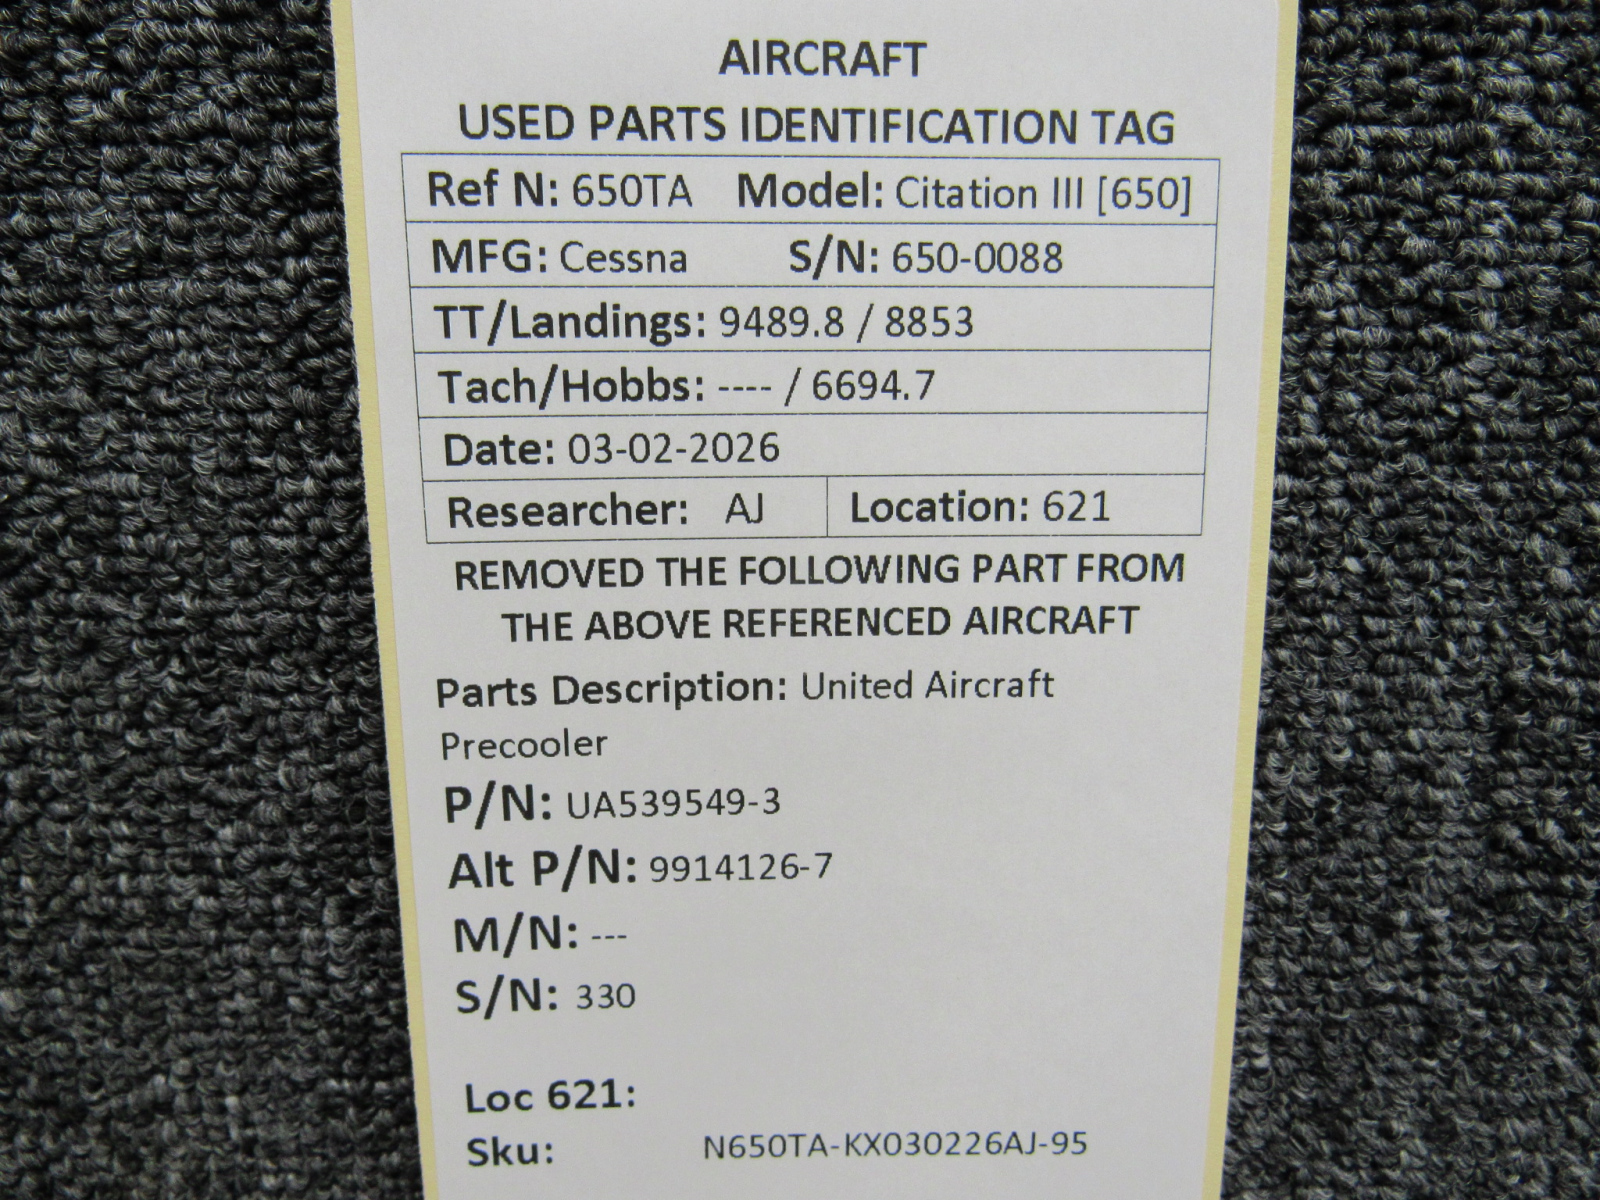 AIRCRAFT
USED PARTS IDENTIFICATION TAG
Ref N: 650TA Model: Citation III [650]
MFG: Cessna S/N: 650-0088
TT/Landings: 9489.8 / 8853
Tach/Hobbs: ---- / 6694.7
Date: 03-02-2026
Researcher: AJ Location: 621
REMOVED THE FOLLOWING PART FROM
THE ABOVE REFERENCED AIRCRAFT
Parts Description: United Aircraft
Precooler
P/N: UA539549-3
Alt P/N: 9914126-7
M/N: ---
S/N: 330
Loc 621:
Sku: N650TA-KX030226AJ-95